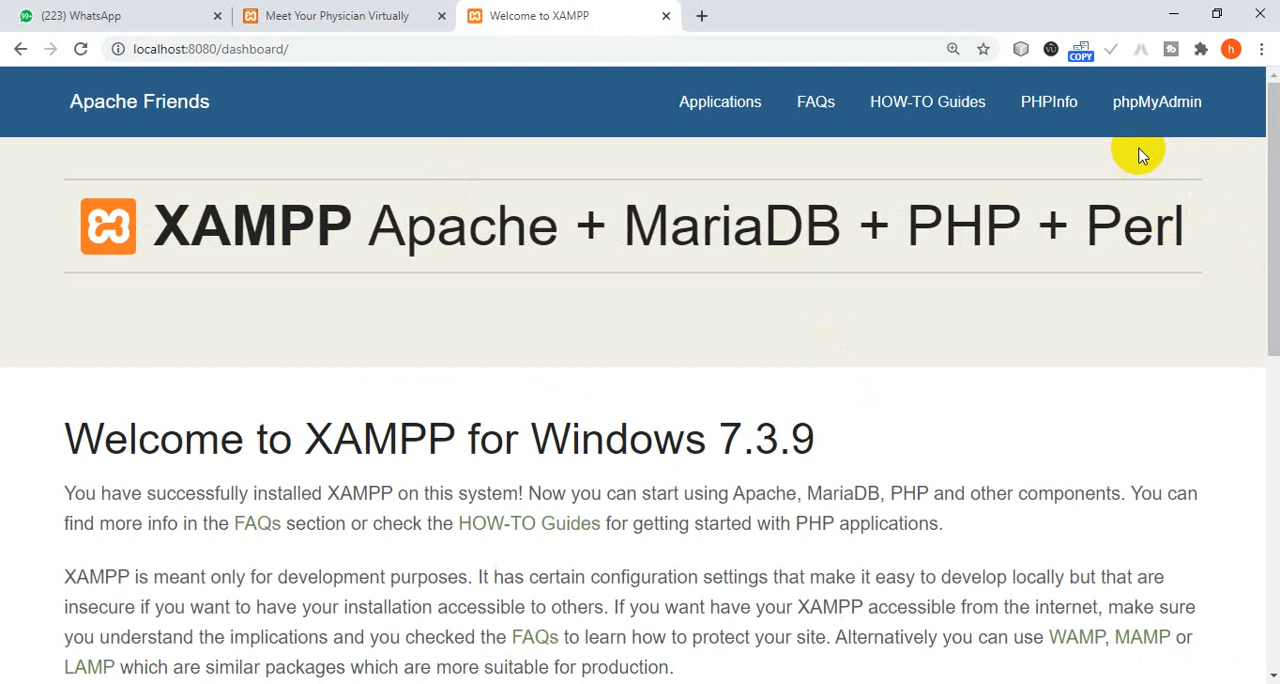 (223) WhatsApp
Meet Your Physician Virtually
Welcome to XAMPP
localhost:8080/dashboard/
COPY
h
Apache Friends
Applications
FAQs
HOW-TO Guides
PHPInfo
phpMyAdmin
XAMPP Apache + MariaDB + PHP + Perl
Welcome to XAMPP for Windows 7.3.9
You have successfully installed XAMPP on this system! Now you can start using Apache, MariaDB, PHP and other components. You can
find more info in the FAQs section or check the HOW-TO Guides for getting started with PHP applications.
XAMPP is meant only for development purposes. It has certain configuration settings that make it easy to develop locally but that are
insecure if you want to have your installation accessible to others. If you want have your XAMPP accessible from the internet, make sure
you understand the implications and you checked the FAQs to learn how to protect your site. Alternatively you can use WAMP, MAMP or
LAMP which are similar packages which are more suitable for production.